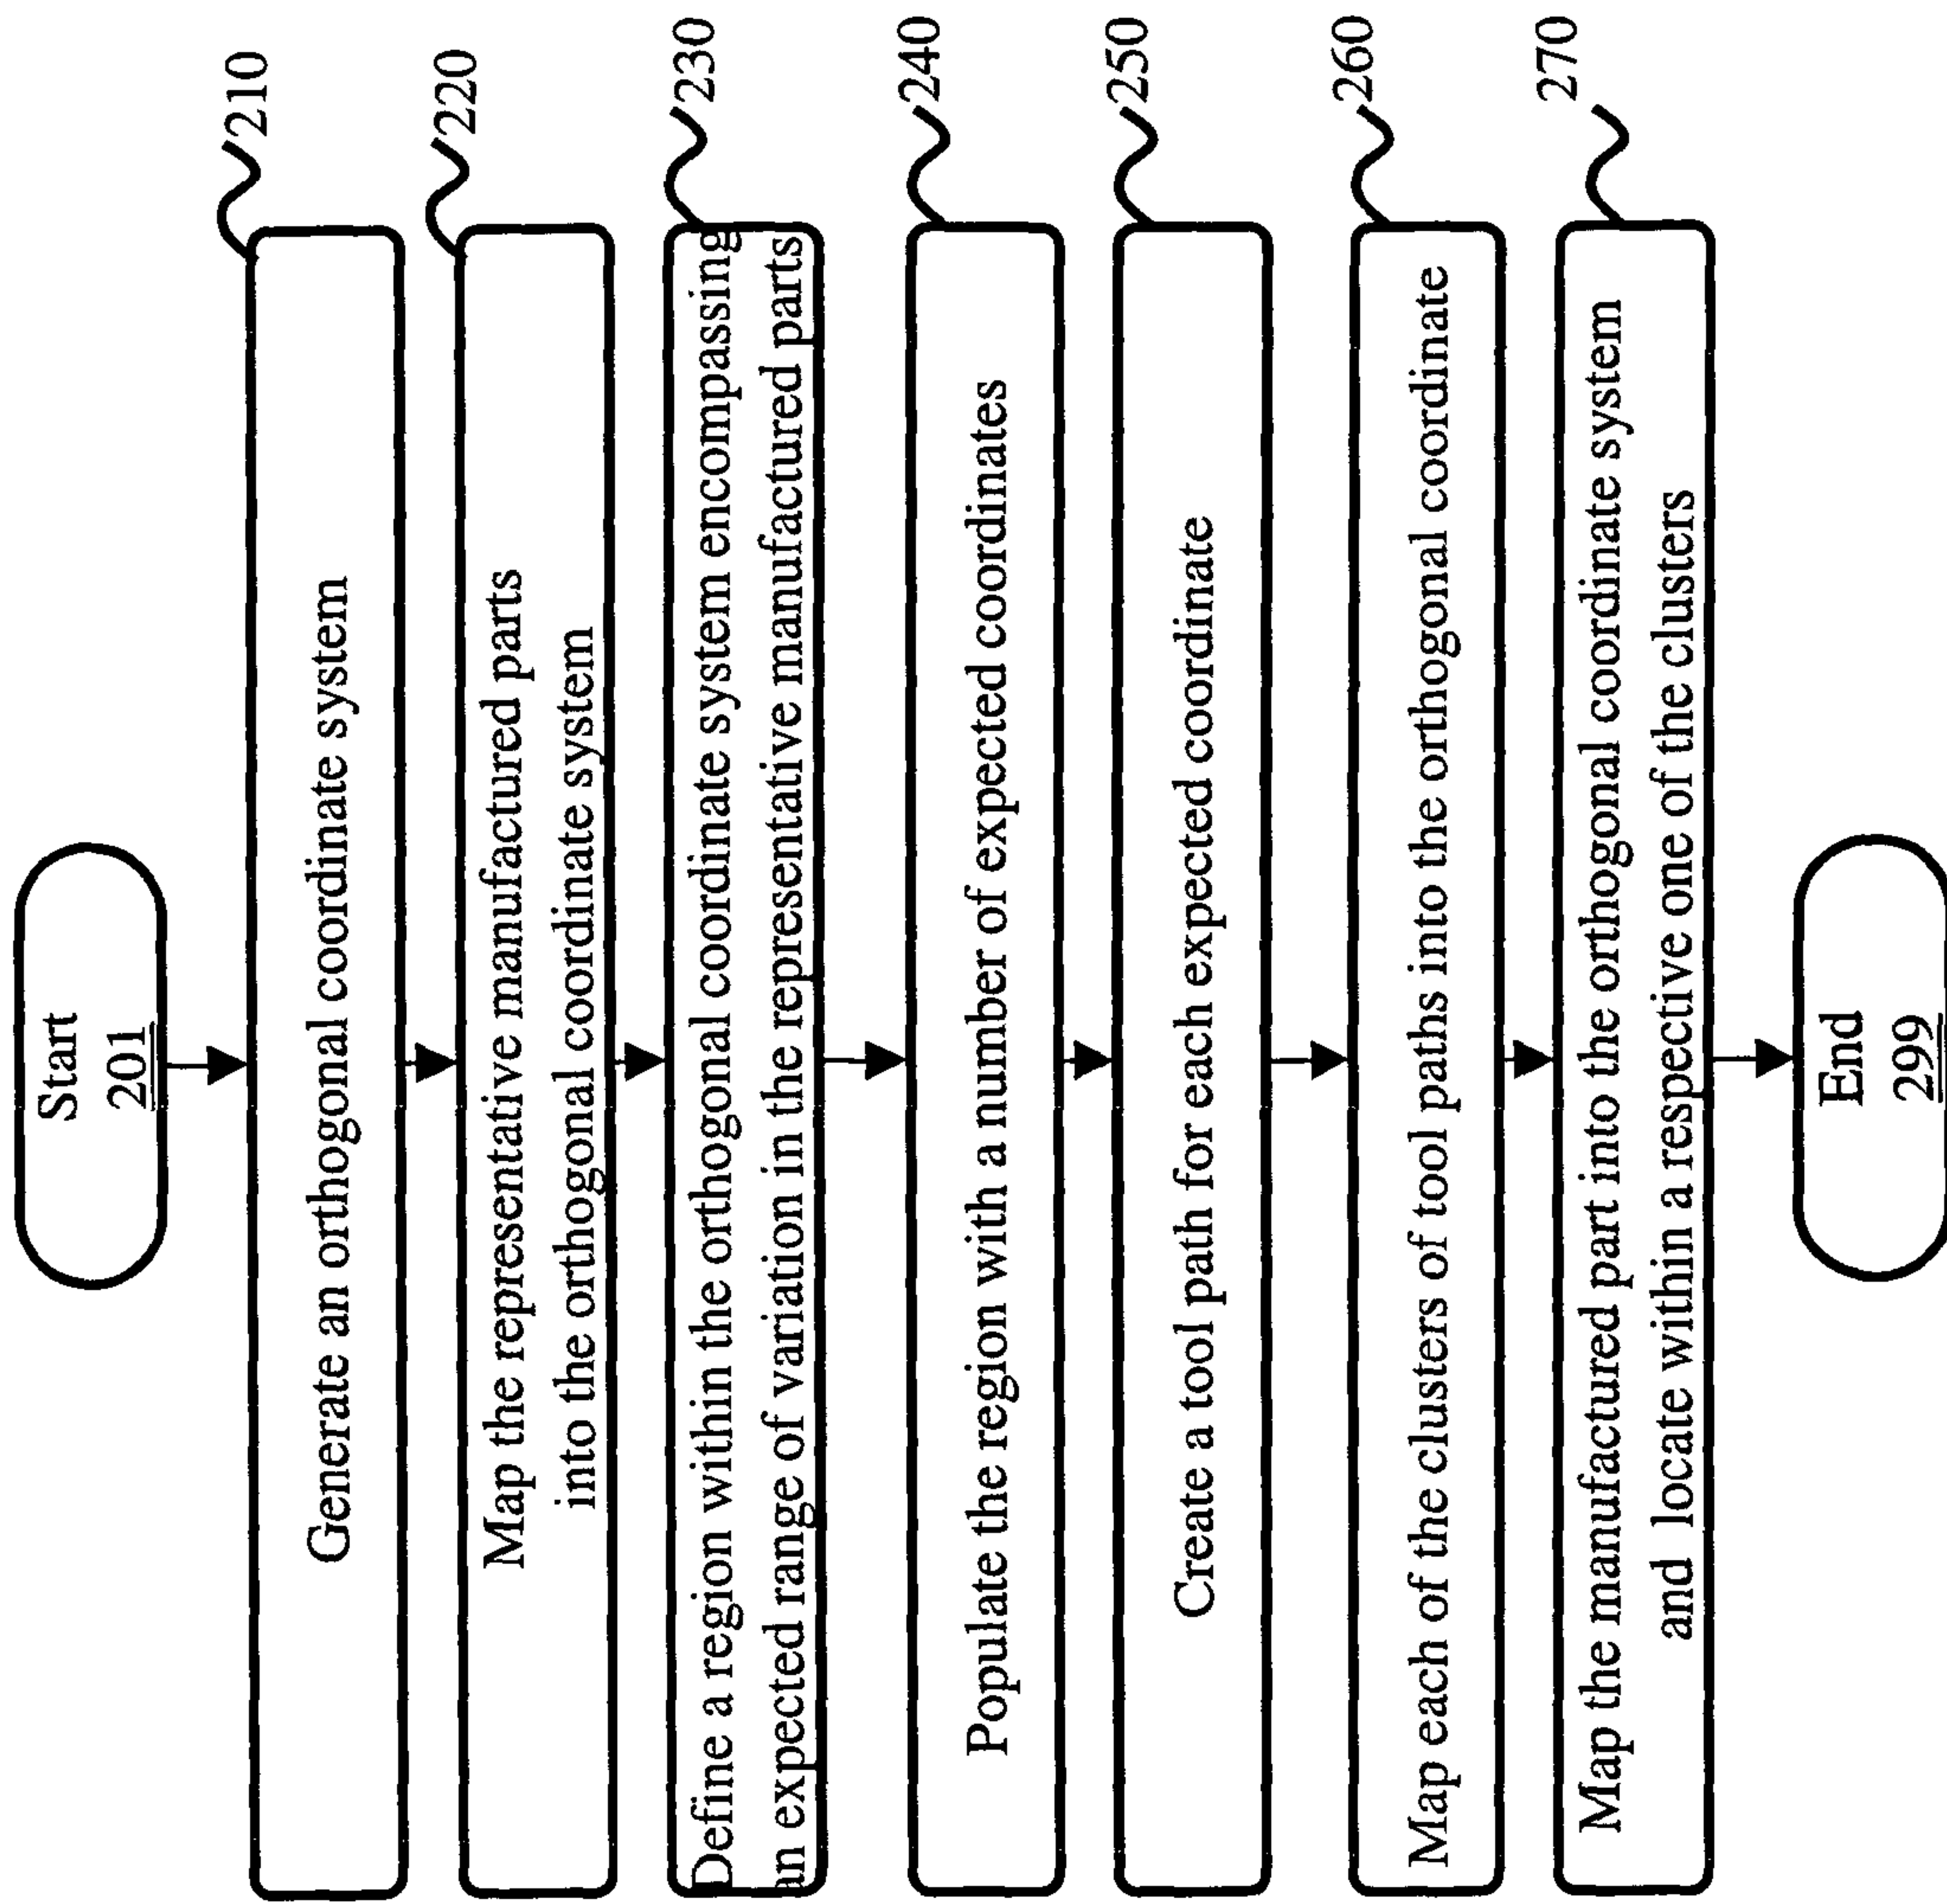 Start
201
Generate an orthogonal coordinate system
210
Map the representative manufactured parts
into the orthogonal coordinate system
220
Define a region within the orthogonal coordinate system encompassing
an expected range of variation in the representative manufactured parts
230
Populate the region with a number of expected coordinates
240
Create a tool path for each expected coordinate
250
Map each of the clusters of tool paths into the orthogonal coordinate
260
Map the manufactured part into the orthogonal coordinate system
and locate within a respective one of the clusters
270
End
299